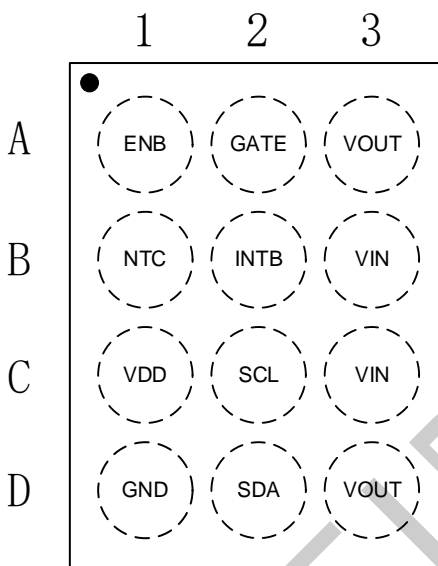 1 2 3
A ENB GATE VOUT
B NTC INTB VIN
C VDD SCL VIN
D GND SDA VOUT